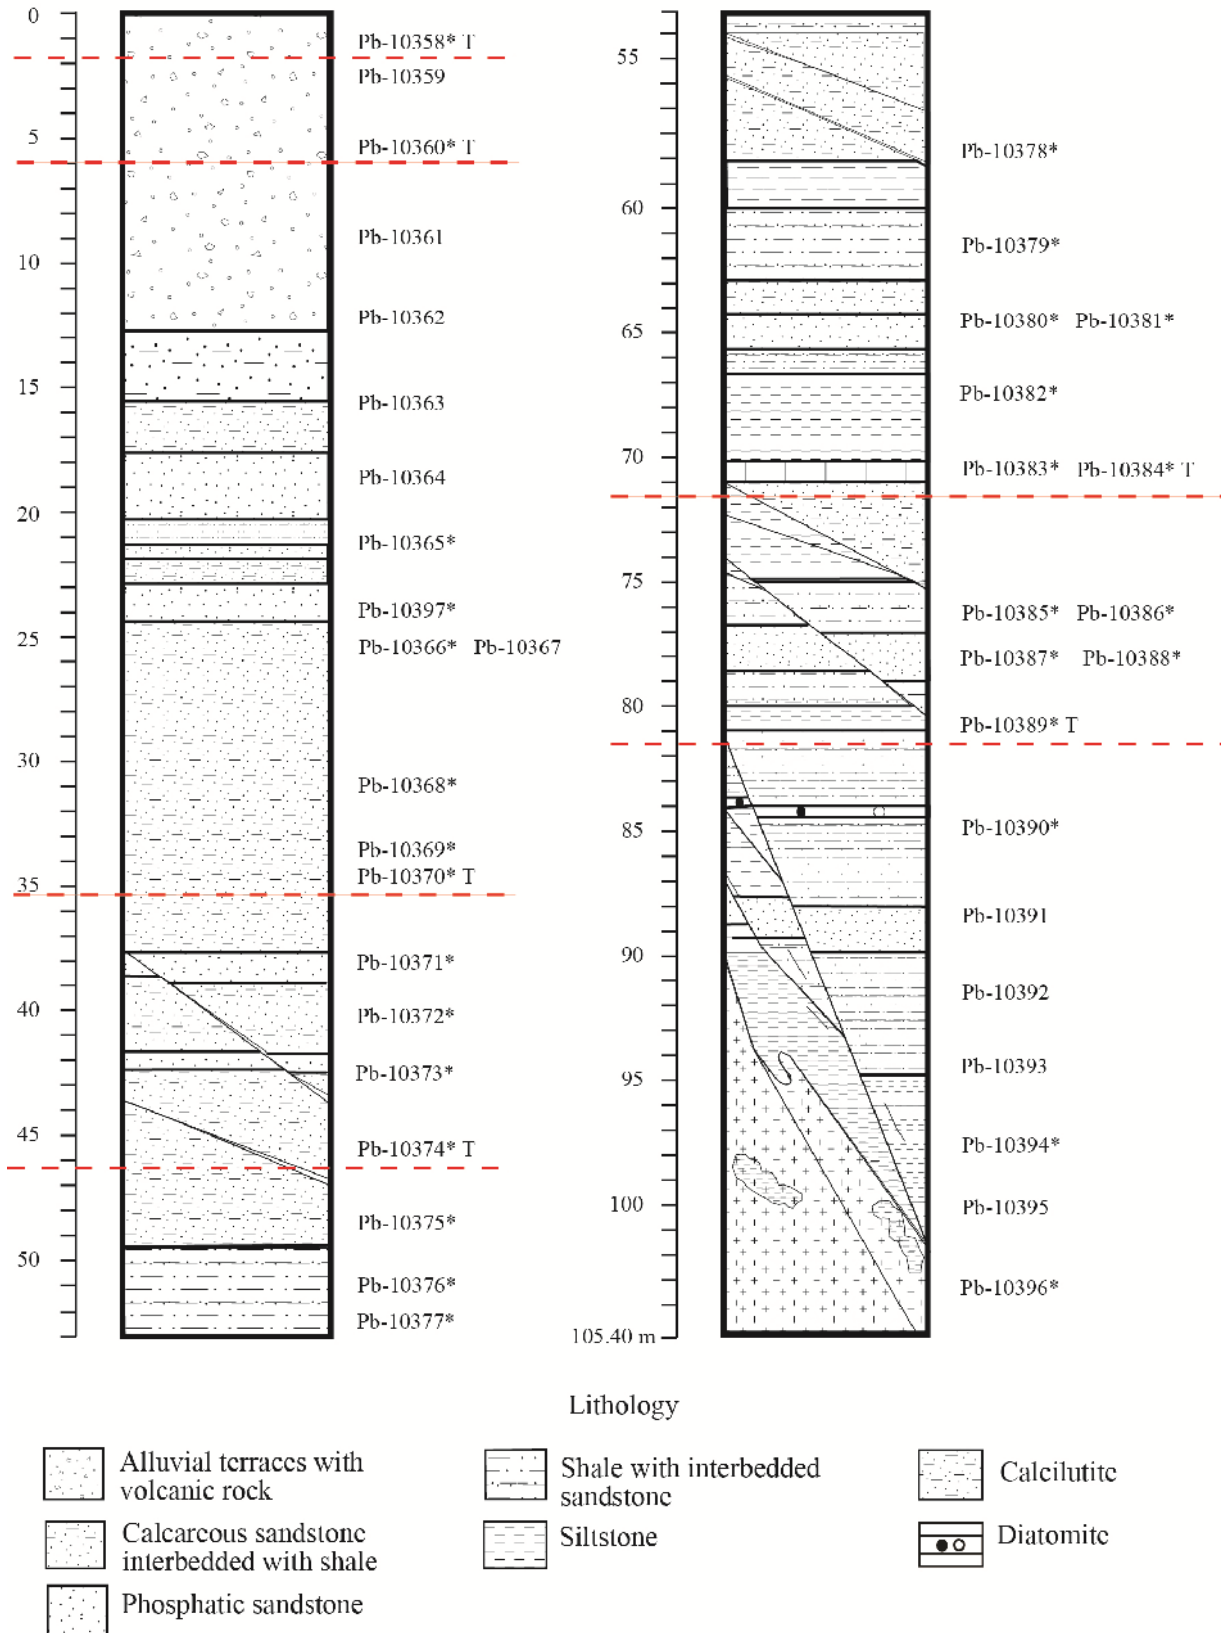 0
5
10
15
20
25
30
35
40
45
50
Pb-10358* T
Pb-10359
Pb-10360* T
Pb-10361
Pb-10362
Pb-10363
Pb-10364
Pb-10365*
Pb-10397*
Pb-10366* Pb-10367
Pb-10368*
Pb-10369*
Pb-10370* T
Pb-10371*
Pb-10372*
Pb-10373*
Pb-10374* T
Pb-10375*
Pb-10376*
Pb-10377*
55
60
65
70
75
80
85
90
95
100
105.40 m
Pb-10378*
Pb-10379*
Pb-10380* Pb-10381*
Pb-10382*
Pb-10383* Pb-10384* T
Pb-10385* Pb-10386*
Pb-10387* Pb-10388*
Pb-10389* T
Pb-10390*
Pb-10391
Pb-10392
Pb-10393
Pb-10394*
Pb-10395
Pb-10396*
Lithology
Alluvial terraces with
volcanic rock
Calcareous sandstone
interbedded with shale
Phosphatic sandstone
Shale with interbedded
sandstone
Siltstone
Calcilutite
Diatomite